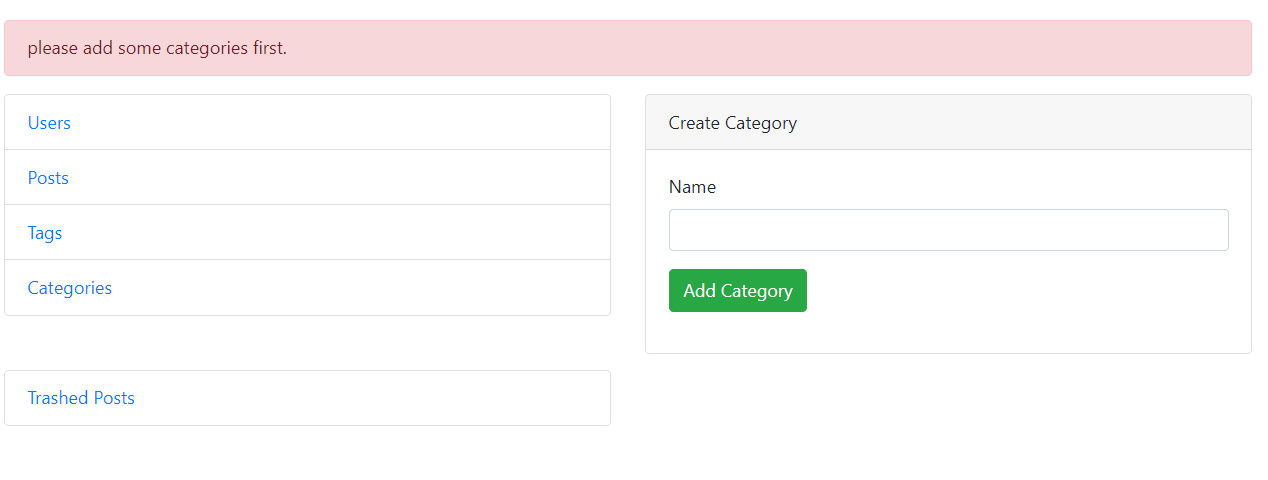 please add some categories first.
Users
Posts
Tags
Categories
Trashed Posts
Create Category
Name
Add Category